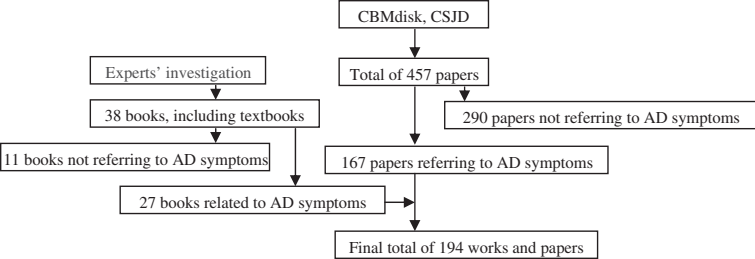 CBMdisk, CSJD
Experts' investigation
Total of 457 papers
38 books, including textbooks
290 papers not referring to AD symptoms
11 books not referring to AD symptoms
167 papers referring to AD symptoms
27 books related to AD symptoms
Final total of 194 works and papers